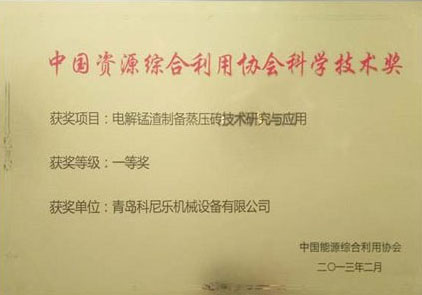 中国资源综合利用协会科学技术奖
获奖项目：电解锰渣制备蒸压砖技术研究与应用
获奖等级：一等奖
获奖单位：青岛科尼乐机械设备有限公司
中国能源综合利用协会
二〇一三年二月